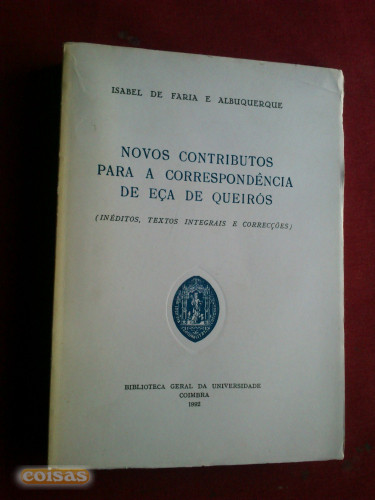 ISABEL DE FARIA E ALBUQUERQUE
NOVOS CONTRIBUTOS
PARA A CORRESPONDÊNCIA
DE EÇA DE QUEIRÓS
(INÉDITOS, TEXTOS INTEGRAIS E CORRECÇÕES)
BIBLIOTECA GERAL DA UNIVERSIDADE
COIMBRA
1992
coisas